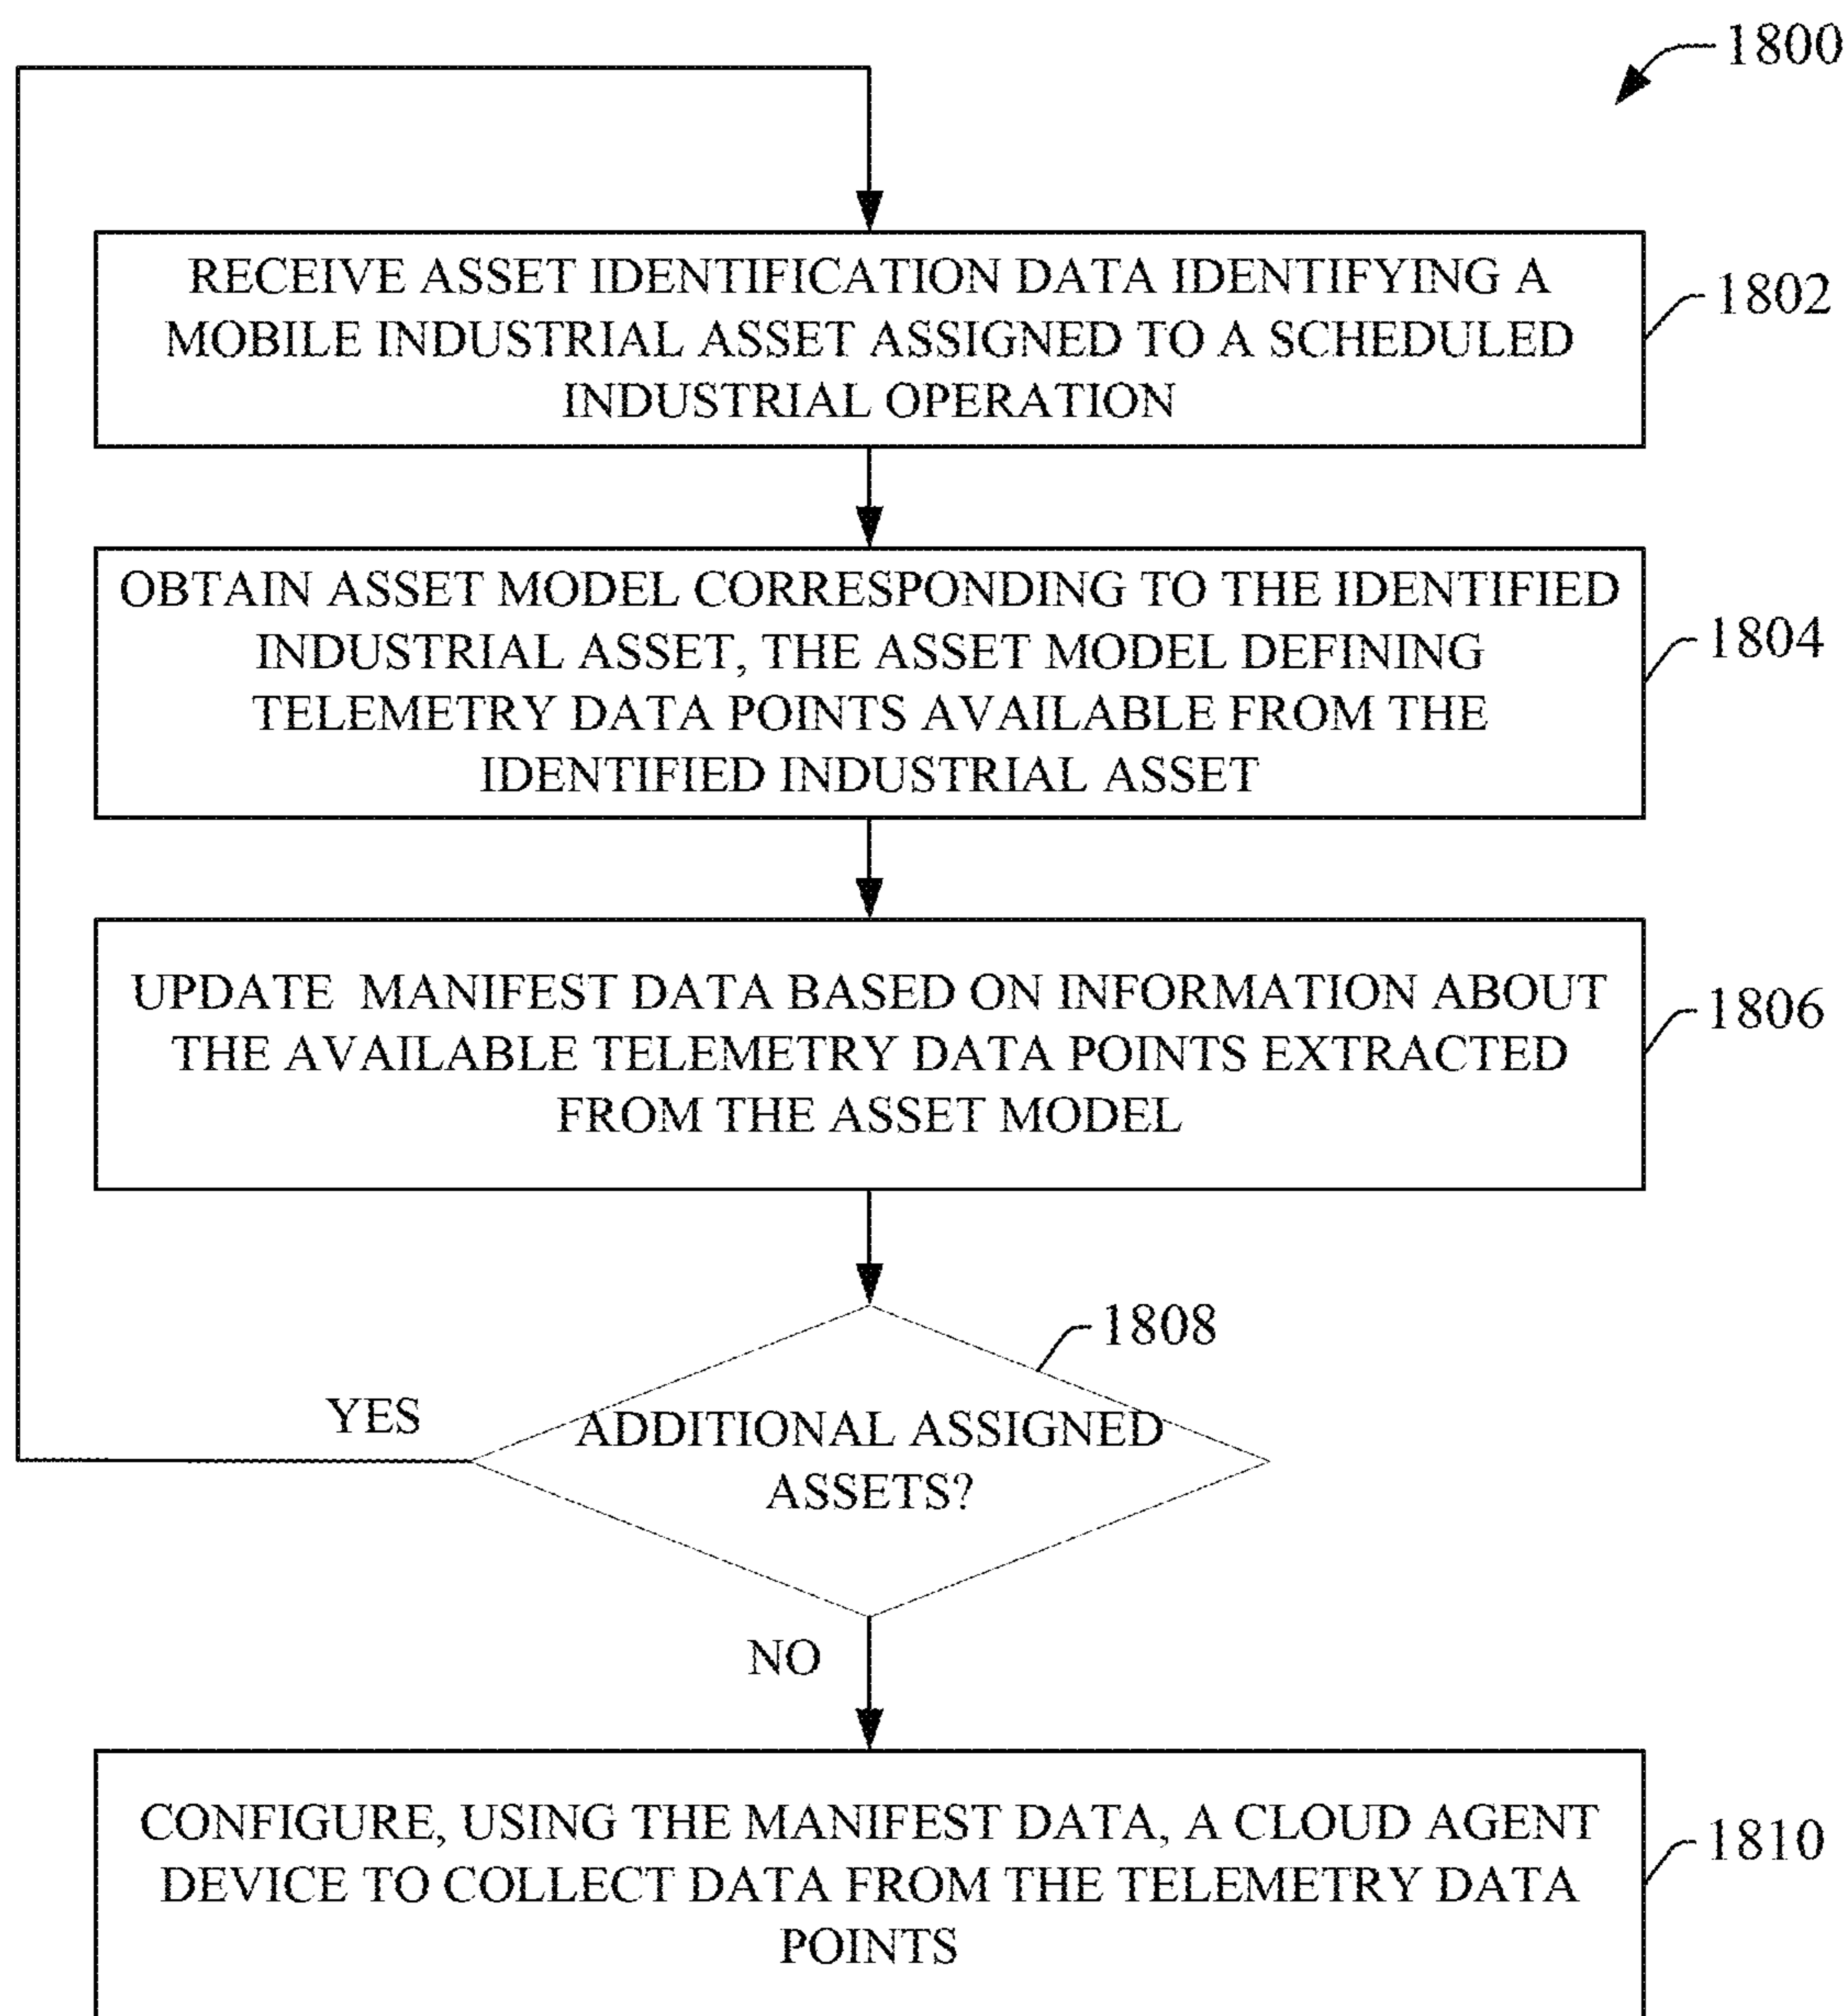 1800
RECEIVE ASSET IDENTIFICATION DATA IDENTIFYING A
MOBILE INDUSTRIAL ASSET ASSIGNED TO A SCHEDULED
INDUSTRIAL OPERATION
1802
OBTAIN ASSET MODEL CORRESPONDING TO THE IDENTIFIED
INDUSTRIAL ASSET, THE ASSET MODEL DEFINING
TELEMETRY DATA POINTS AVAILABLE FROM THE
IDENTIFIED INDUSTRIAL ASSET
1804
UPDATE MANIFEST DATA BASED ON INFORMATION ABOUT
THE AVAILABLE TELEMETRY DATA POINTS EXTRACTED
FROM THE ASSET MODEL
1806
1808
YES
ADDITIONAL ASSIGNED
ASSETS?
NO
CONFIGURE, USING THE MANIFEST DATA, A CLOUD AGENT
DEVICE TO COLLECT DATA FROM THE TELEMETRY DATA
POINTS
1810